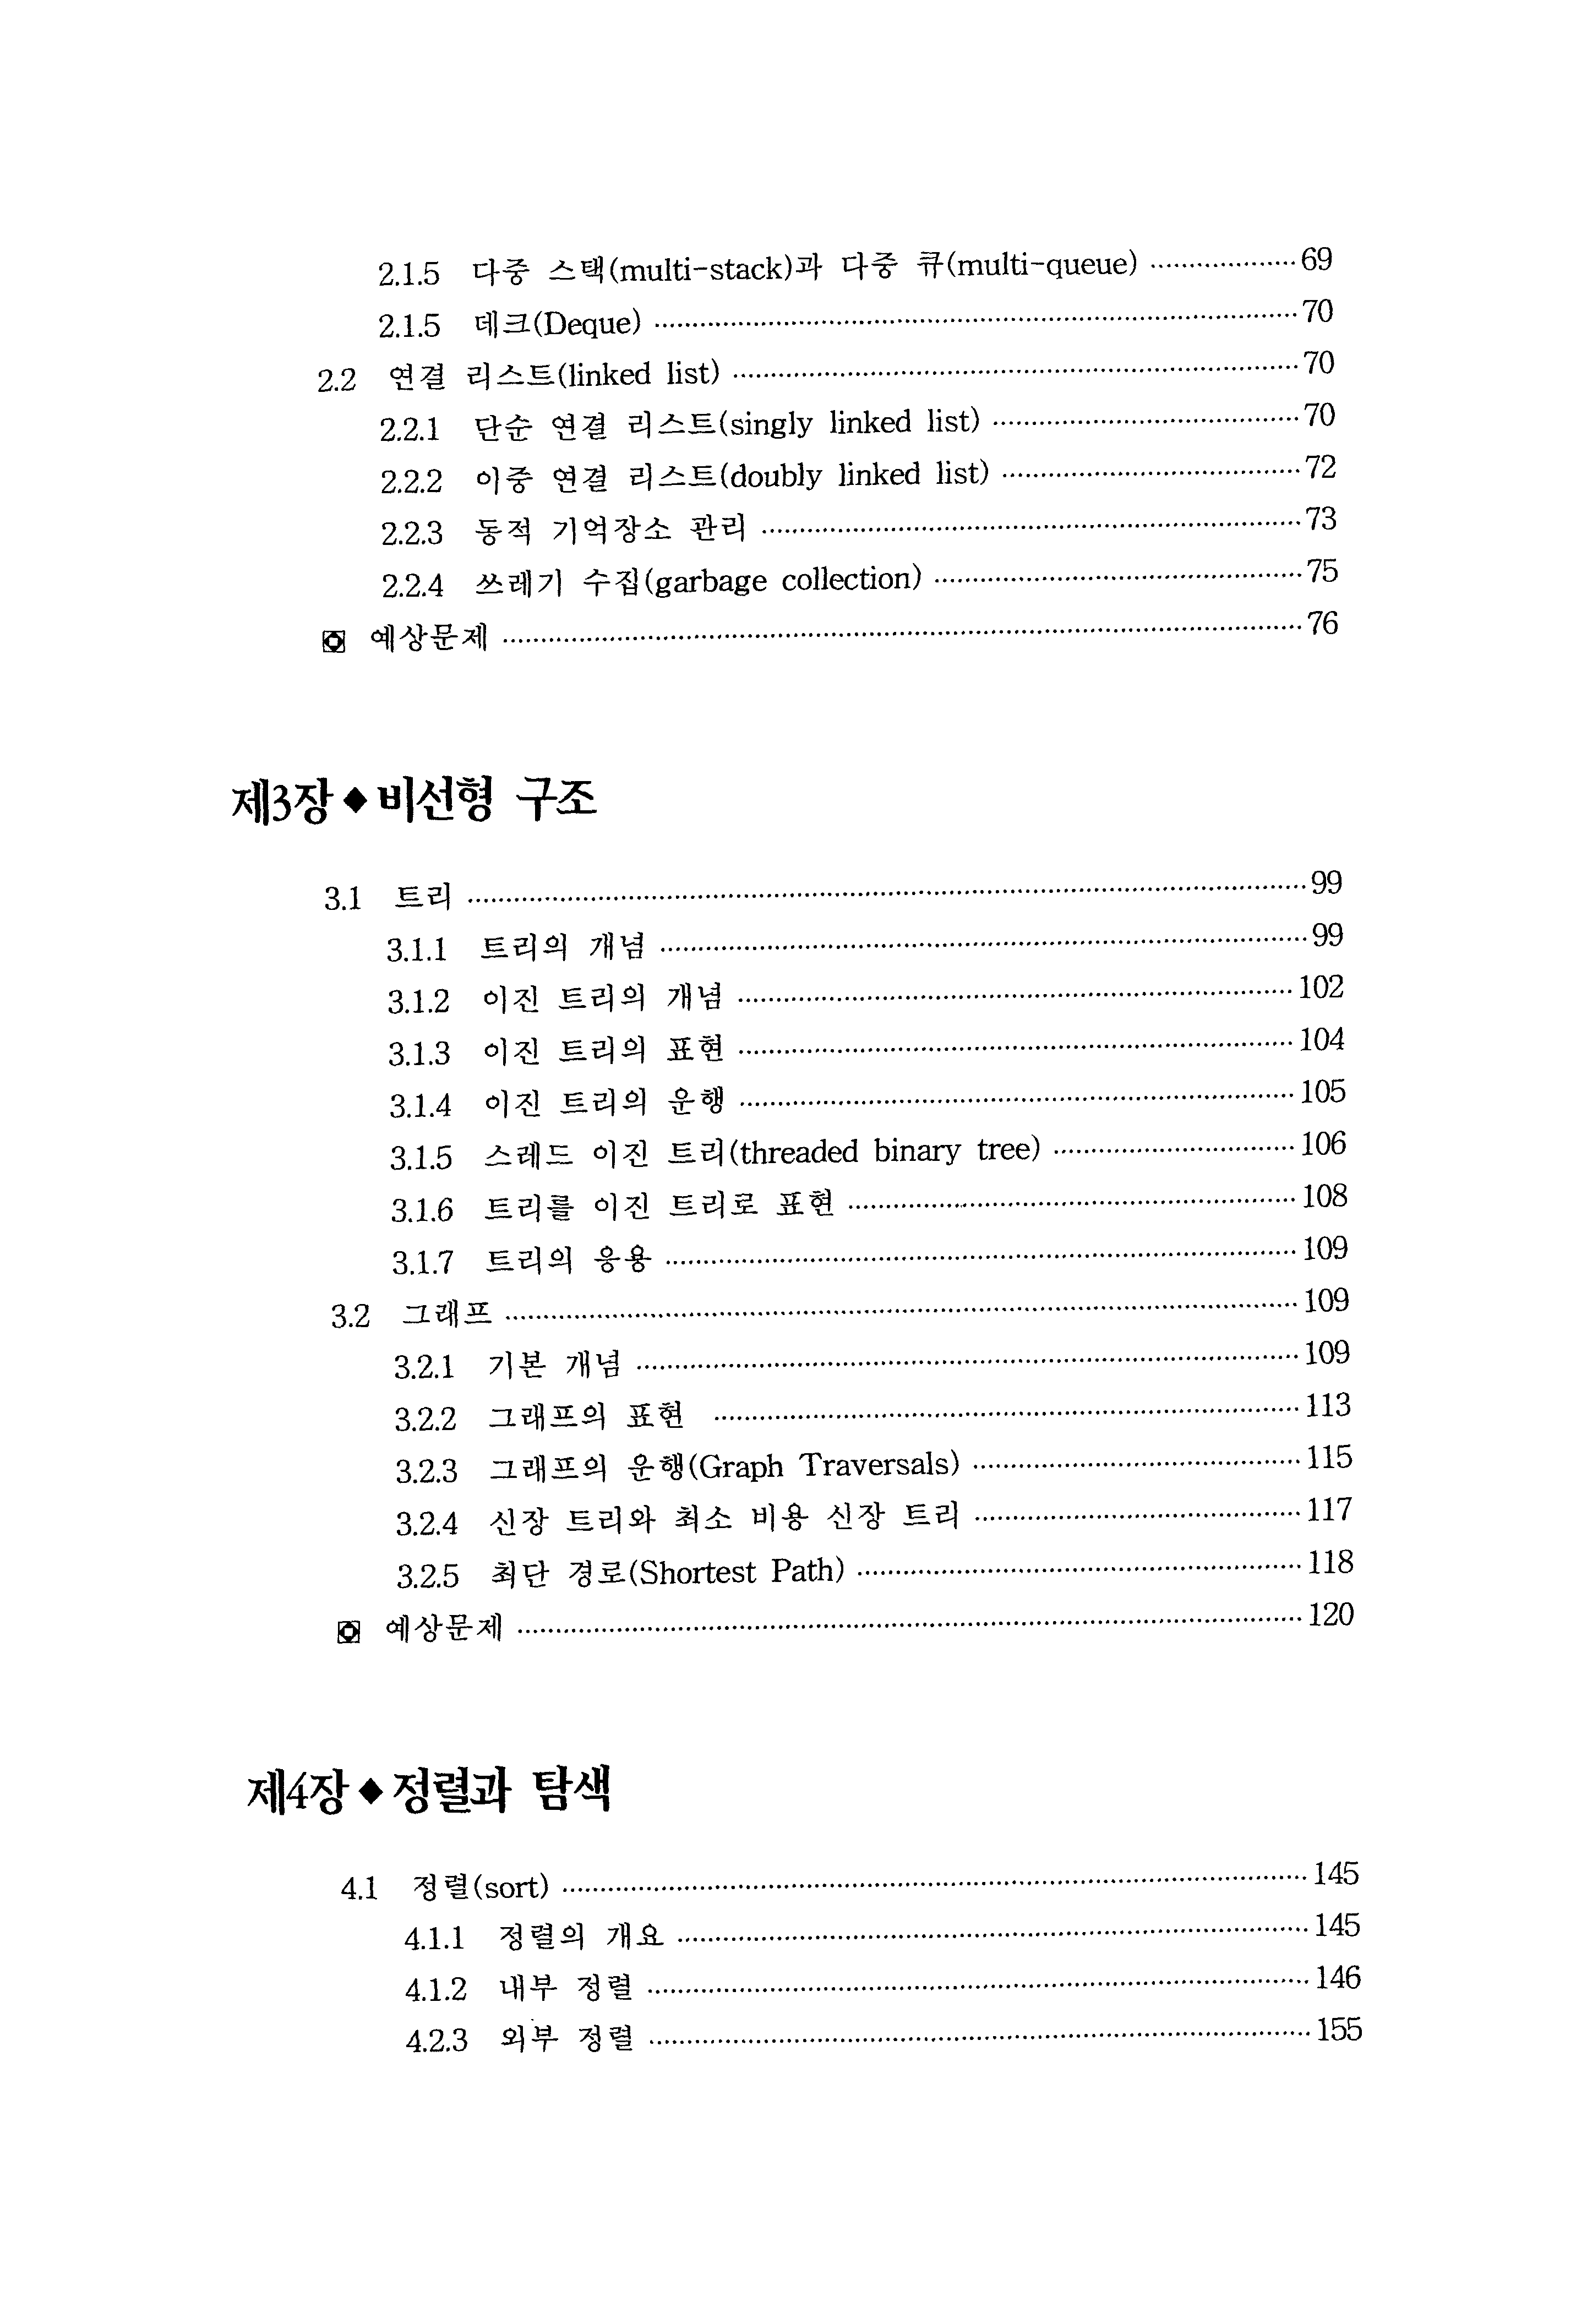 2.1.5 다중 스택(multi-stack)과 다중 큐(multi-queue) ··················· 69
2.1.5 데크(Deque) ··················· 70
2.2 연결 리스트(linked list) ··················· 70
2.2.1 단순 연결 리스트(singly linked list) ··················· 70
2.2.2 이중 연결 리스트(doubly linked list) ··················· 72
2.2.3 동적 기억장소 관리 ··················· 73
2.2.4 쓰레기 수집(garbage collection) ··················· 75
예상문제 ··················· 76
제3장◆비선형 구조
3.1 트리 ··················· 99
3.1.1 트리의 개념 ··················· 99
3.1.2 이진 트리의 개념 ··················· 102
3.1.3 이진 트리의 표현 ··················· 104
3.1.4 이진 트리의 운행 ··················· 105
3.1.5 스레드 이진 트리(threaded binary tree) ··················· 106
3.1.6 트리를 이진 트리로 표현 ··················· 108
3.1.7 트리의 응용 ··················· 109
3.2 그래프 ··················· 109
3.2.1 기본 개념 ··················· 109
3.2.2 그래프의 표현 ··················· 113
3.2.3 그래프의 운행(Graph Traversals) ··················· 115
3.2.4 신장 트리와 최소 비용 신장 트리 ··················· 117
3.2.5 최단 경로(Shortest Path) ··················· 118
예상문제 ··················· 120
제4장◆정렬과 탐색
4.1 정렬(sort) ··················· 145
4.1.1 정렬의 개요 ··················· 145
4.1.2 내부 정렬 ··················· 146
4.2.3 외부 정렬 ··················· 155